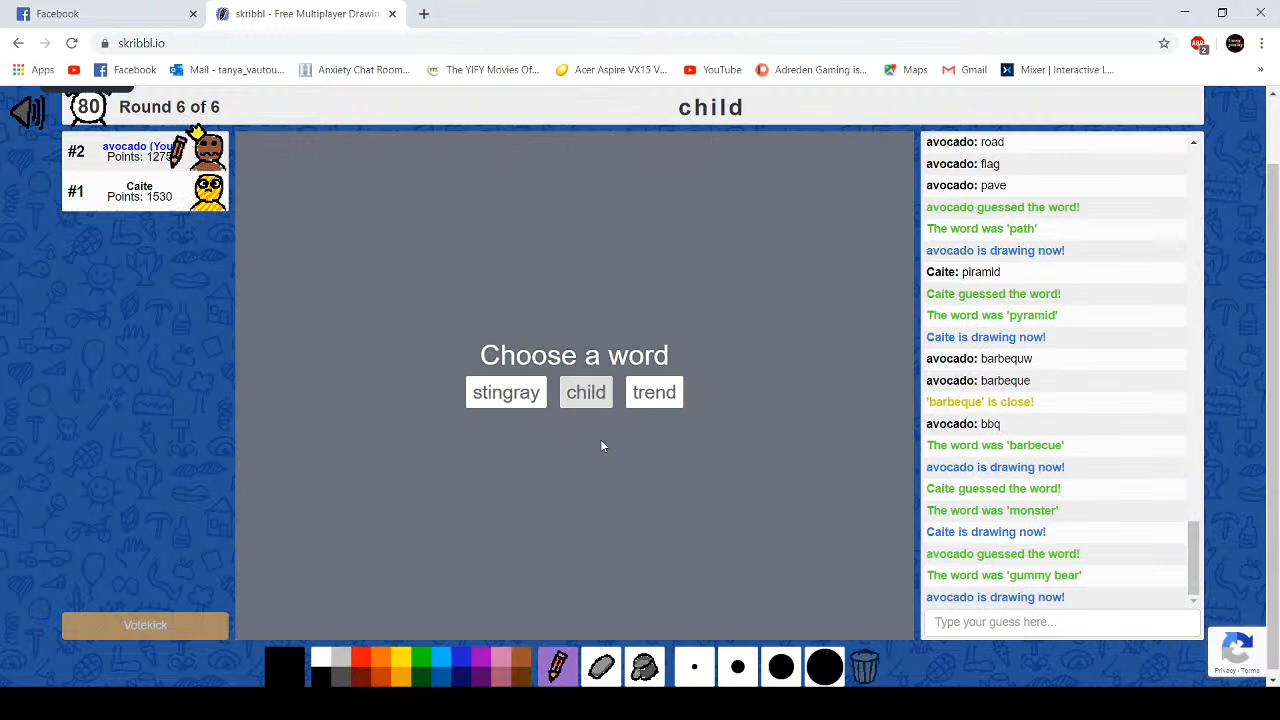 Facebook
skribbl - Free Multiplayer Drawin
skribbl.io
ABP
2
Apps
Facebook
Mail - tanya_vautou...
Anxiety Chat Room...
The YIFY Movies Of...
Acer Aspire VX15 V...
YouTube
Adreden Gaming is...
Maps
Gmail
Mixer | Interactive L...
»
80
Round 6 of 6
child
#2
avocado (You
Points: 1275
#1
Caite
Points: 1530
Choose a word
stingray
child
trend
avocado: road
avocado: flag
avocado: pave
avocado guessed the word!
The word was 'path'
avocado is drawing now!
Caite: piramid
Caite guessed the word!
The word was 'pyramid'
Caite is drawing now!
avocado: barbequw
avocado: barbeque
'barbeque' is close!
avocado: bbq
The word was 'barbecue'
avocado is drawing now!
Caite guessed the word!
The word was 'monster'
Caite is drawing now!
avocado guessed the word!
The word was 'gummy bear'
avocado is drawing now!
Type your guess here...
Votekick
Privacy - Terms